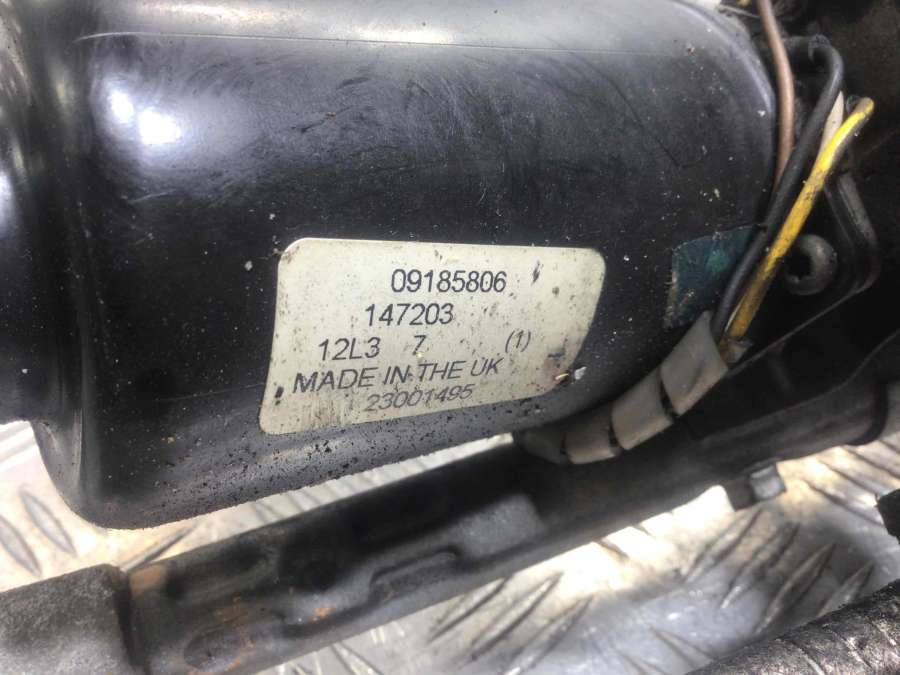 09185806
147203
12L3 7 (1)
MADE IN THE UK
23001495